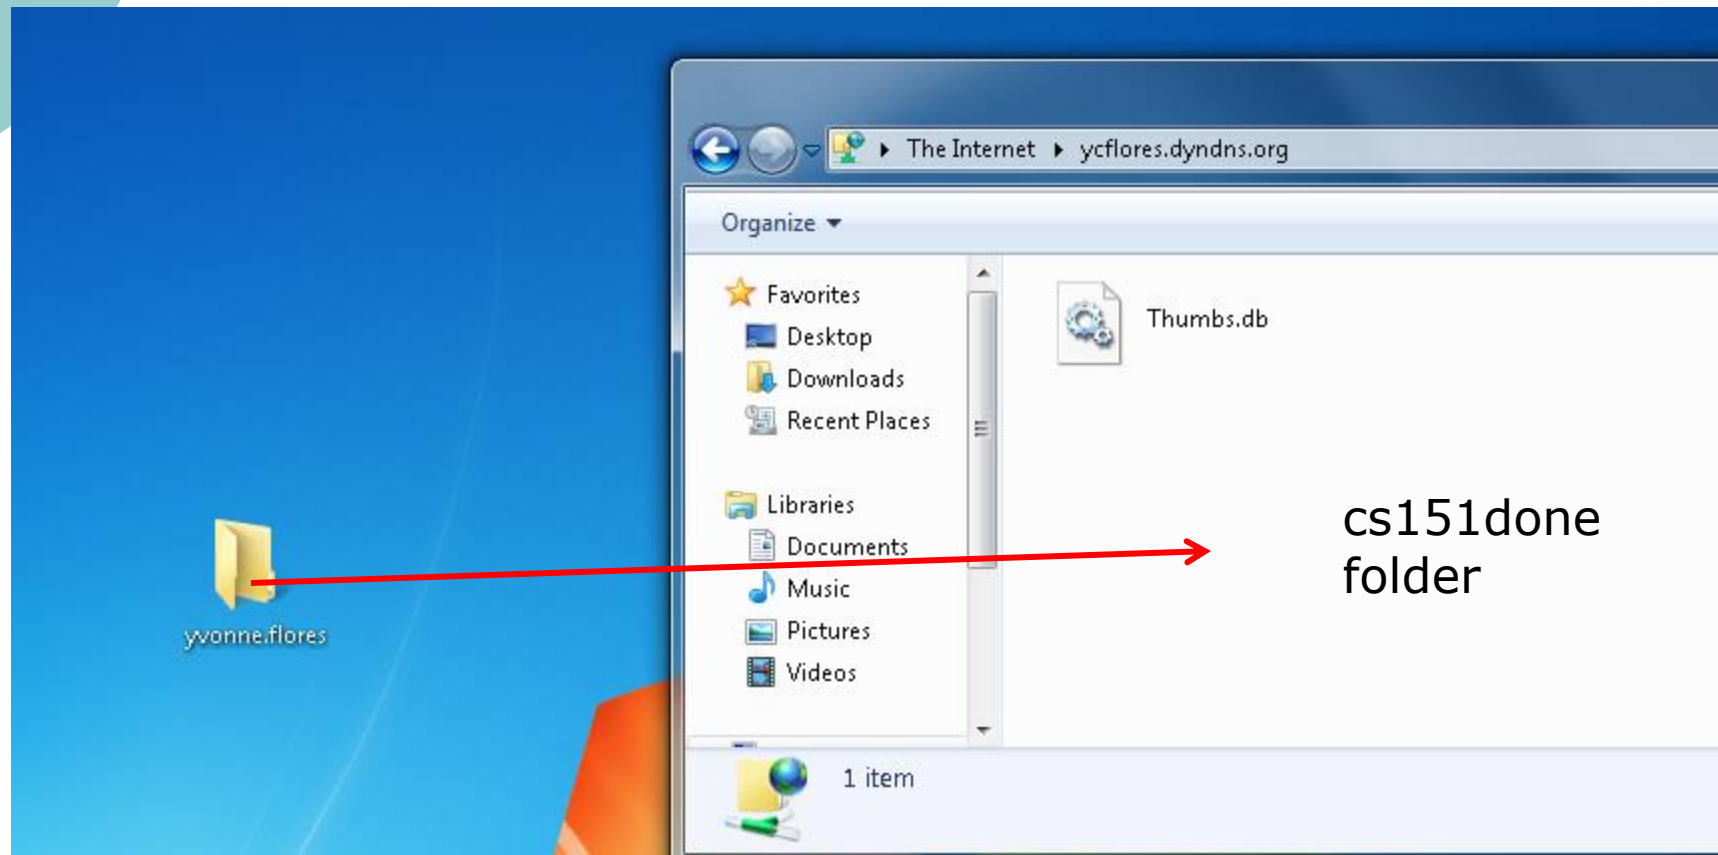 The Internet ycflores.dyndns.org
Organize
Favorites
Desktop
Downloads
Recent Places
Libraries
Documents
Music
Pictures
Videos
Thumbs.db
cs151done
folder
yvonne.flores
1 item